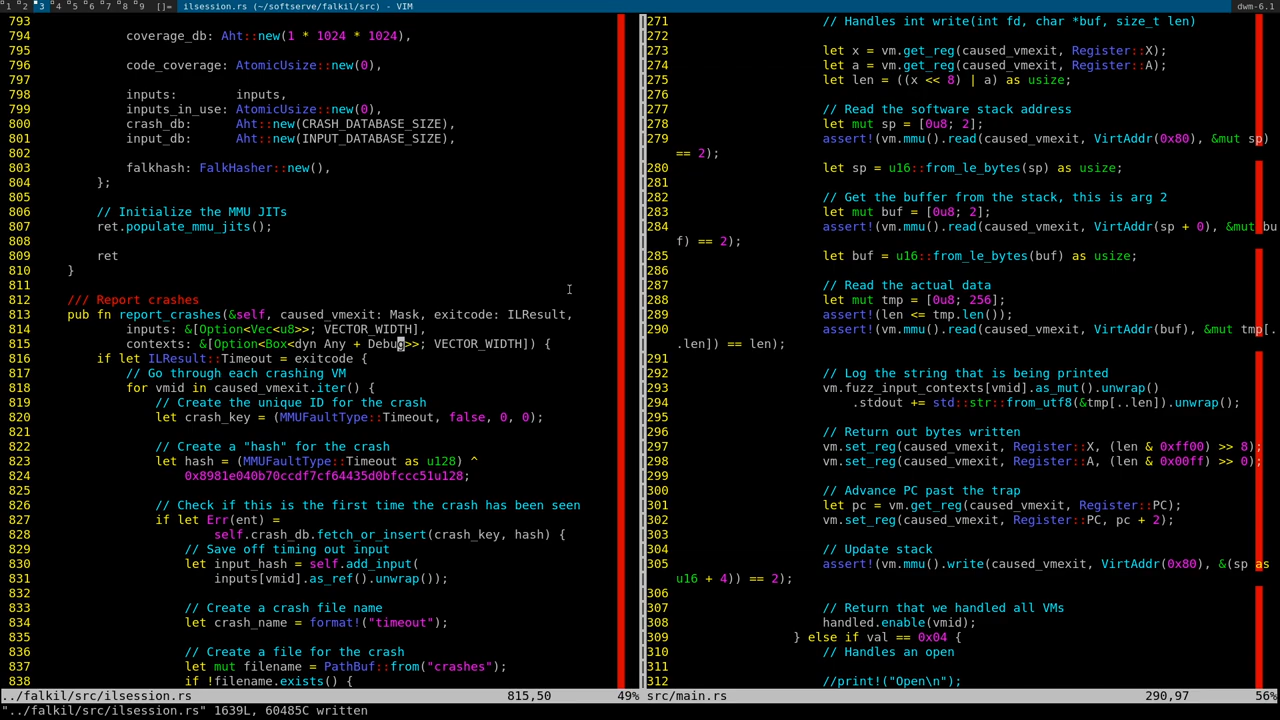 1 2 3 4 5 6 7 8 9 []= ilsession.rs (~/softserve/falkil/src) - VIM dwm-6.1
793
794 coverage_db: Aht::new(1 * 1024 * 1024),
795
796 code_coverage: AtomicUsize::new(0),
797
798 inputs: inputs,
799 inputs_in_use: AtomicUsize::new(0),
800 crash_db: Aht::new(CRASH_DATABASE_SIZE),
801 input_db: Aht::new(INPUT_DATABASE_SIZE),
802
803 falkhash: FalkHasher::new(),
804 };
805
806 // Initialize the MMU JITs
807 ret.populate_mmu_jits();
808
809 ret
810 }
811
812 /// Report crashes
813 pub fn report_crashes(&self, caused_vmexit: Mask, exitcode: ILResult,
814 inputs: &[Option<Vec<u8>>; VECTOR_WIDTH],
815 contexts: &[Option<Box<dyn Any + Debug>>; VECTOR_WIDTH]) {
816 if let ILResult::Timeout = exitcode {
817 // Go through each crashing VM
818 for vmid in caused_vmexit.iter() {
819 // Create the unique ID for the crash
820 let crash_key = (MMUFaultType::Timeout, false, 0, 0);
821
822 // Create a "hash" for the crash
823 let hash = (MMUFaultType::Timeout as u128) ^
824 0x8981e040b70ccdf7cf64435d0bfccc51u128;
825
826 // Check if this is the first time the crash has been seen
827 if let Err(ent) =
828 self.crash_db.fetch_or_insert(crash_key, hash) {
829 // Save off timing out input
830 let input_hash = self.add_input(
831 inputs[vmid].as_ref().unwrap());
832
833 // Create a crash file name
834 let crash_name = format!("timeout");
835
836 // Create a file for the crash
837 let mut filename = PathBuf::from("crashes");
838 if !filename.exists() {
../falkil/src/ilsession.rs 815,50 49%
271 // Handles int write(int fd, char *buf, size_t len)
272
273 let x = vm.get_reg(caused_vmexit, Register::X);
274 let a = vm.get_reg(caused_vmexit, Register::A);
275 let len = ((x << 8) | a) as usize;
276
277 // Read the software stack address
278 let mut sp = [0u8; 2];
279 assert!(vm.mmu().read(caused_vmexit, VirtAddr(0x80), &mut sp)
== 2);
280 let sp = u16::from_le_bytes(sp) as usize;
281
282 // Get the buffer from the stack, this is arg 2
283 let mut buf = [0u8; 2];
284 assert!(vm.mmu().read(caused_vmexit, VirtAddr(sp + 0), &mut bu
f) == 2);
285 let buf = u16::from_le_bytes(buf) as usize;
286
287 // Read the actual data
288 let mut tmp = [0u8; 256];
289 assert!(len <= tmp.len());
290 assert!(vm.mmu().read(caused_vmexit, VirtAddr(buf), &mut tmp[.
.len]) == len);
291
292 // Log the string that is being printed
293 vm.fuzz_input_contexts[vmid].as_mut().unwrap()
294 .stdout += std::str::from_utf8(&tmp[..len]).unwrap();
295
296 // Return out bytes written
297 vm.set_reg(caused_vmexit, Register::X, (len & 0xff00) >> 8);
298 vm.set_reg(caused_vmexit, Register::A, (len & 0x00ff) >> 0);
299
300 // Advance PC past the trap
301 let pc = vm.get_reg(caused_vmexit, Register::PC);
302 vm.set_reg(caused_vmexit, Register::PC, pc + 2);
303
304 // Update stack
305 assert!(vm.mmu().write(caused_vmexit, VirtAddr(0x80), &(sp as
u16 + 4)) == 2);
306
307 // Return that we handled all VMs
308 handled.enable(vmid);
309 } else if val == 0x04 {
310 // Handles an open
311
312 //print!("Open\n");
src/main.rs 290,97 56%
"../falkil/src/ilsession.rs" 1639L, 60485C written